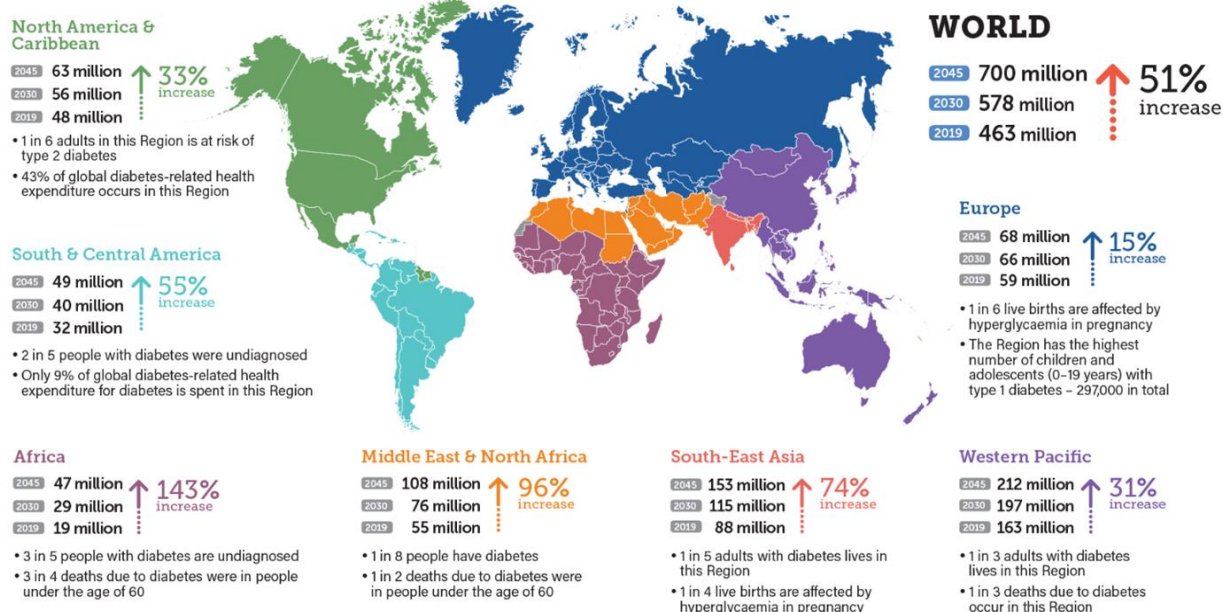 North America &
Caribbean
2045 63 million
33%
increase
2030 56 million
2019 48 million
• 1 in 6 adults in this Region is at risk of
type 2 diabetes
• 43% of global diabetes-related health
expenditure occurs in this Region
South & Central America
2045 49 million
55%
increase
2030 40 million
2019 32 million
• 2 in 5 people with diabetes were undiagnosed
• Only 9% of global diabetes-related health
expenditure for diabetes is spent in this Region
WORLD
2045 700 million
51%
increase
2030 578 million
2019 463 million
Europe
2045 68 million
15%
increase
2030 66 million
2019 59 million
• 1 in 6 live births are affected by
hyperglycaemia in pregnancy
• The Region has the highest
number of children and
adolescents (0–19 years) with
type 1 diabetes – 297,000 in total
Africa
2045 47 million
143%
increase
2030 29 million
2019 19 million
• 3 in 5 people with diabetes are undiagnosed
• 3 in 4 deaths due to diabetes were in people
under the age of 60
Middle East & North Africa
2045 108 million
96%
increase
2030 76 million
2019 55 million
• 1 in 8 people have diabetes
• 1 in 2 deaths due to diabetes were
in people under the age of 60
South-East Asia
2045 153 million
74%
increase
2030 115 million
2019 88 million
• 1 in 5 adults with diabetes lives in
this Region
• 1 in 4 live births are affected by
hyperglycaemia in pregnancy
Western Pacific
2045 212 million
31%
increase
2030 197 million
2019 163 million
• 1 in 3 adults with diabetes
lives in this Region
• 1 in 3 deaths due to diabetes
occur in this Region